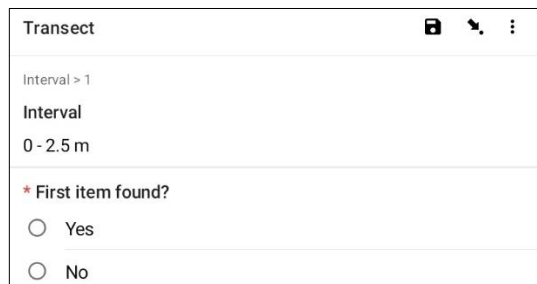 Transect
Interval > 1
Interval
0 - 2.5 m
* First item found?
Yes
No